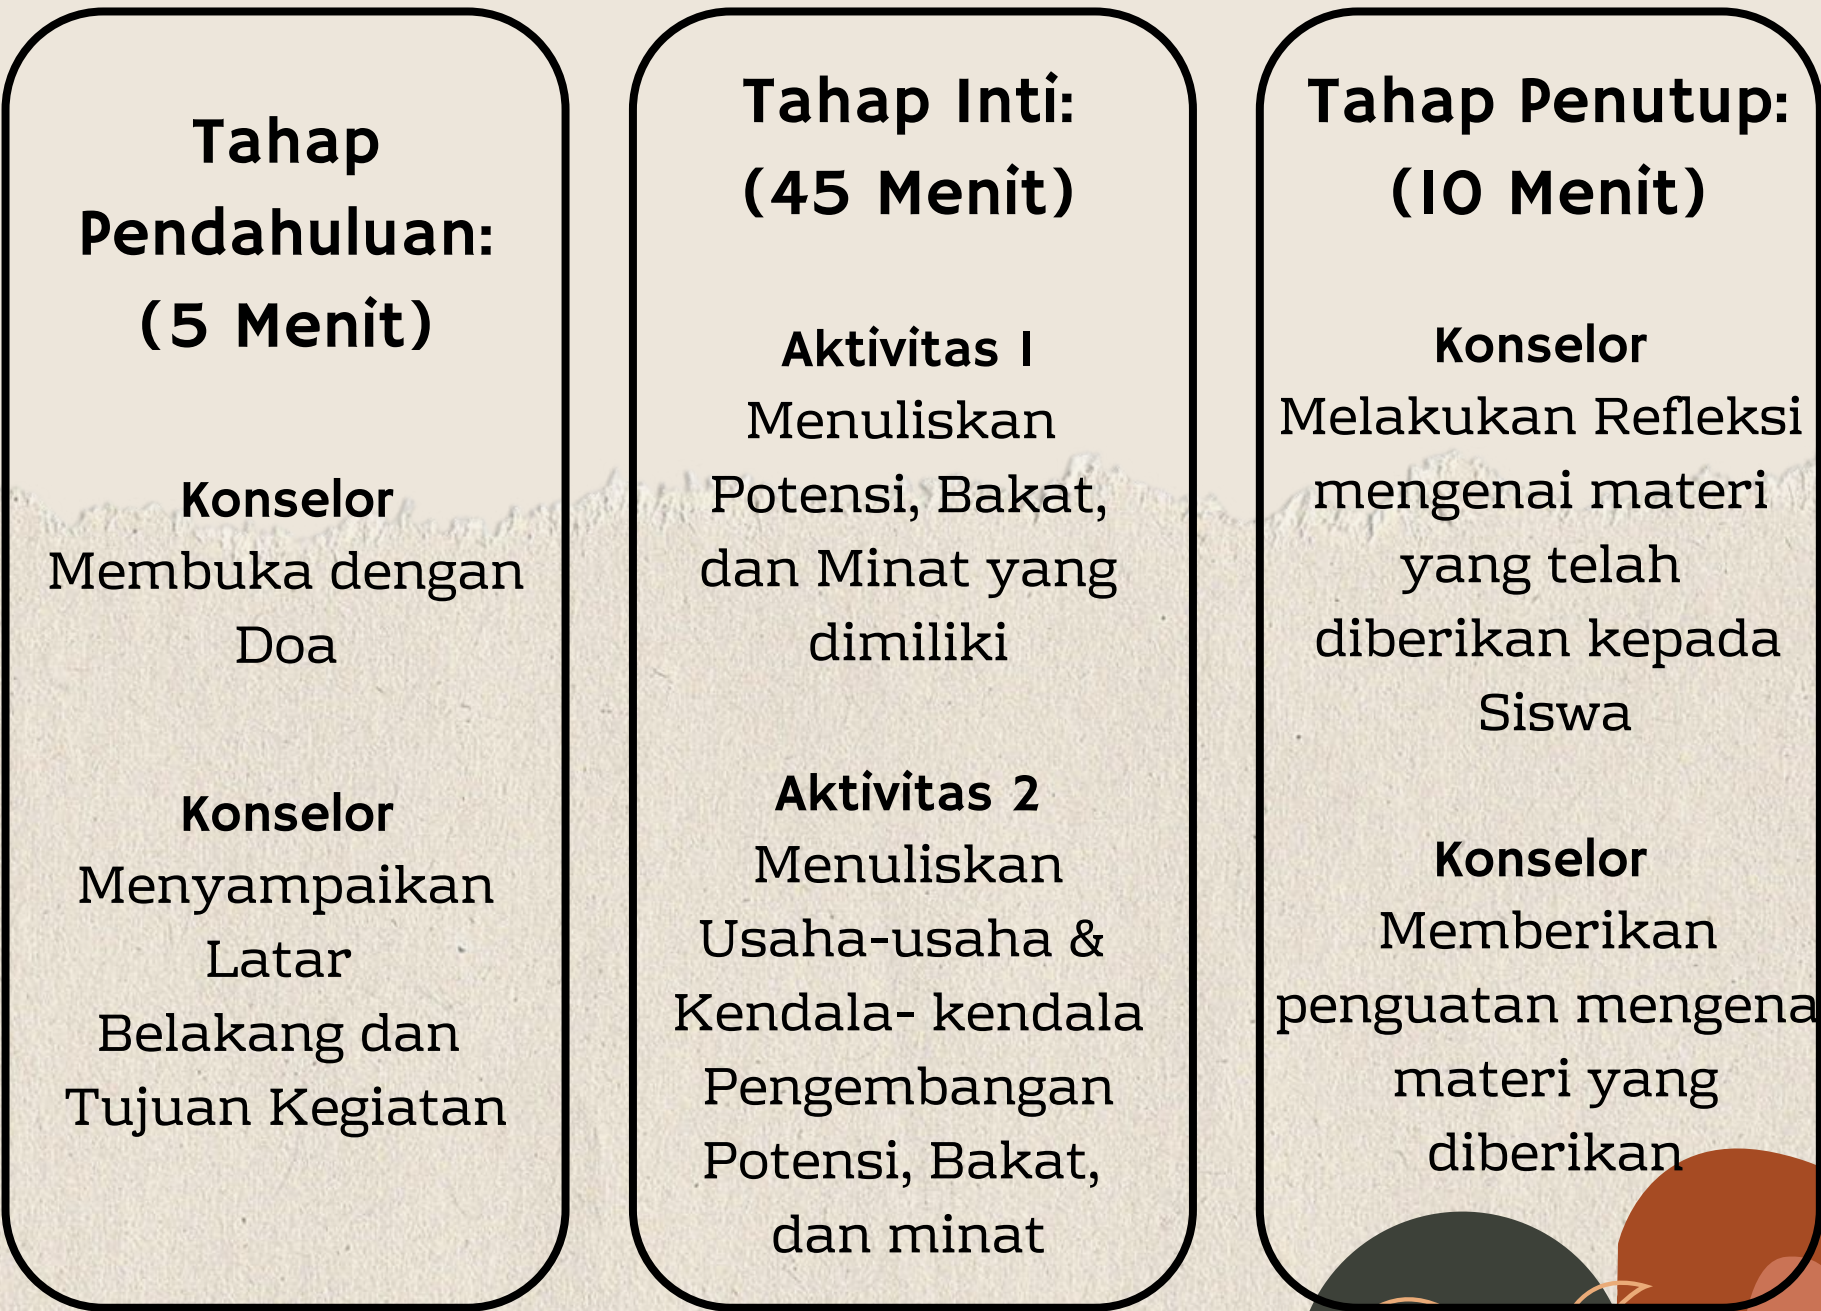 Tahap
Pendahuluan:
(5 Menit)
Konselor
Membuka dengan
Doa
Konselor
Menyampaikan
Latar
Belakang dan
Tujuan Kegiatan
Tahap Inti:
(45 Menit)
Aktivitas 1
Menuliskan
Potensi, Bakat,
dan Minat yang
dimiliki
Aktivitas 2
Menuliskan
Usaha-usaha &
Kendala- kendala
Pengembangan
Potensi, Bakat,
dan minat
Tahap Penutup:
(10 Menit)
Konselor
Melakukan Refleksi
mengenai materi
yang telah
diberikan kepada
Siswa
Konselor
Memberikan
penguatan mengena
materi yang
diberikan